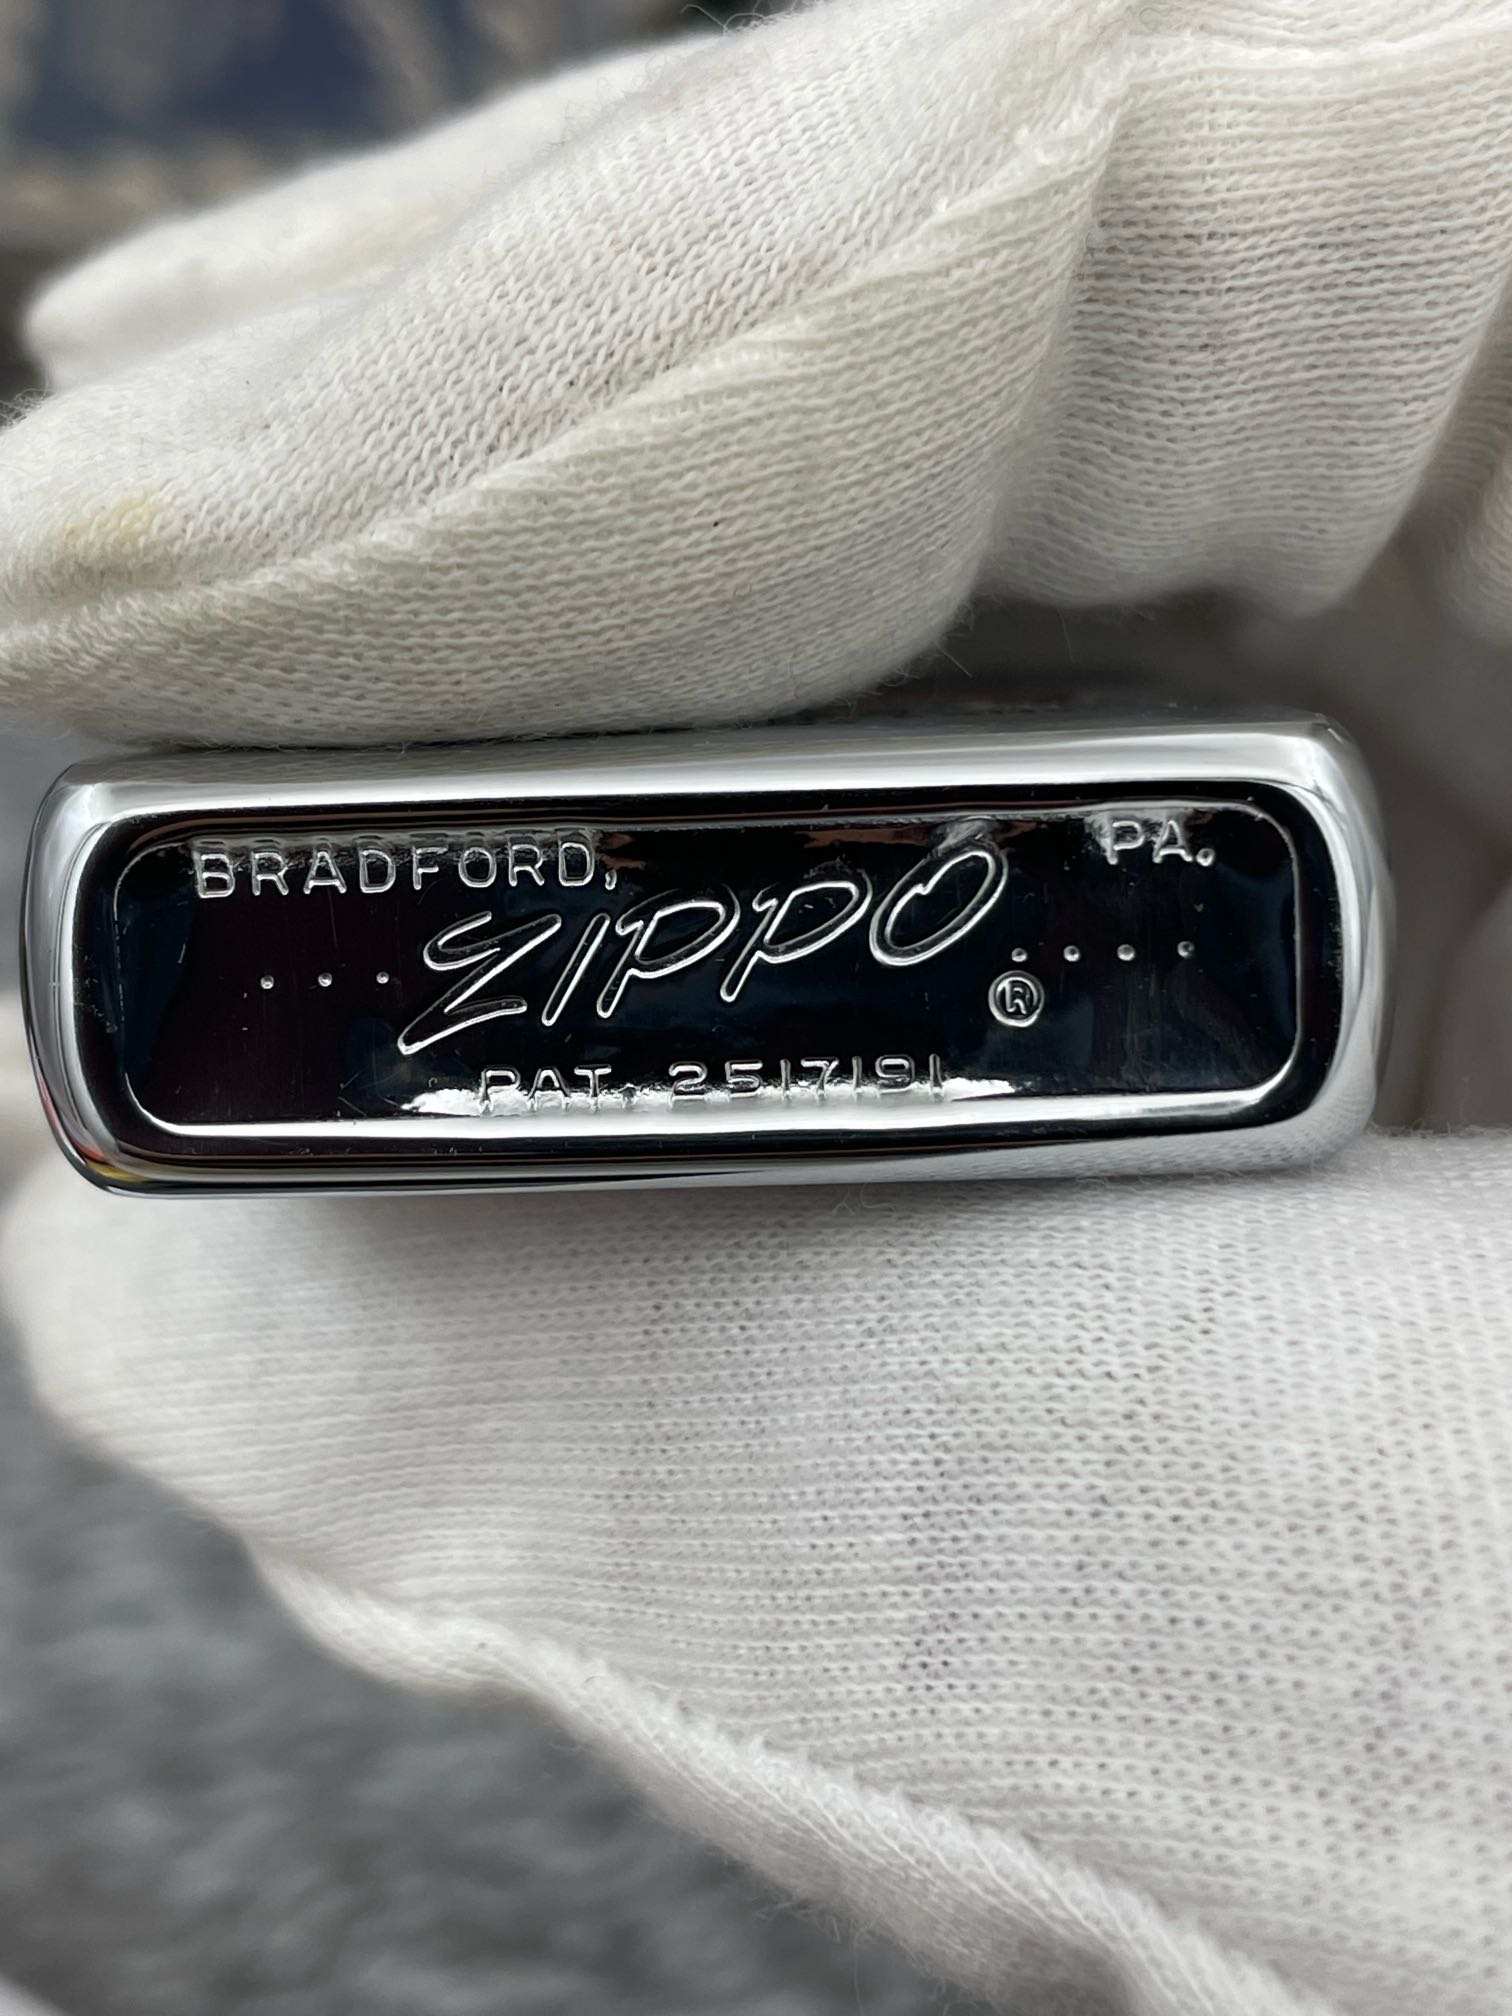 BRADFORD, PA.
... ZIPPO ....
®
PAT. 2517191